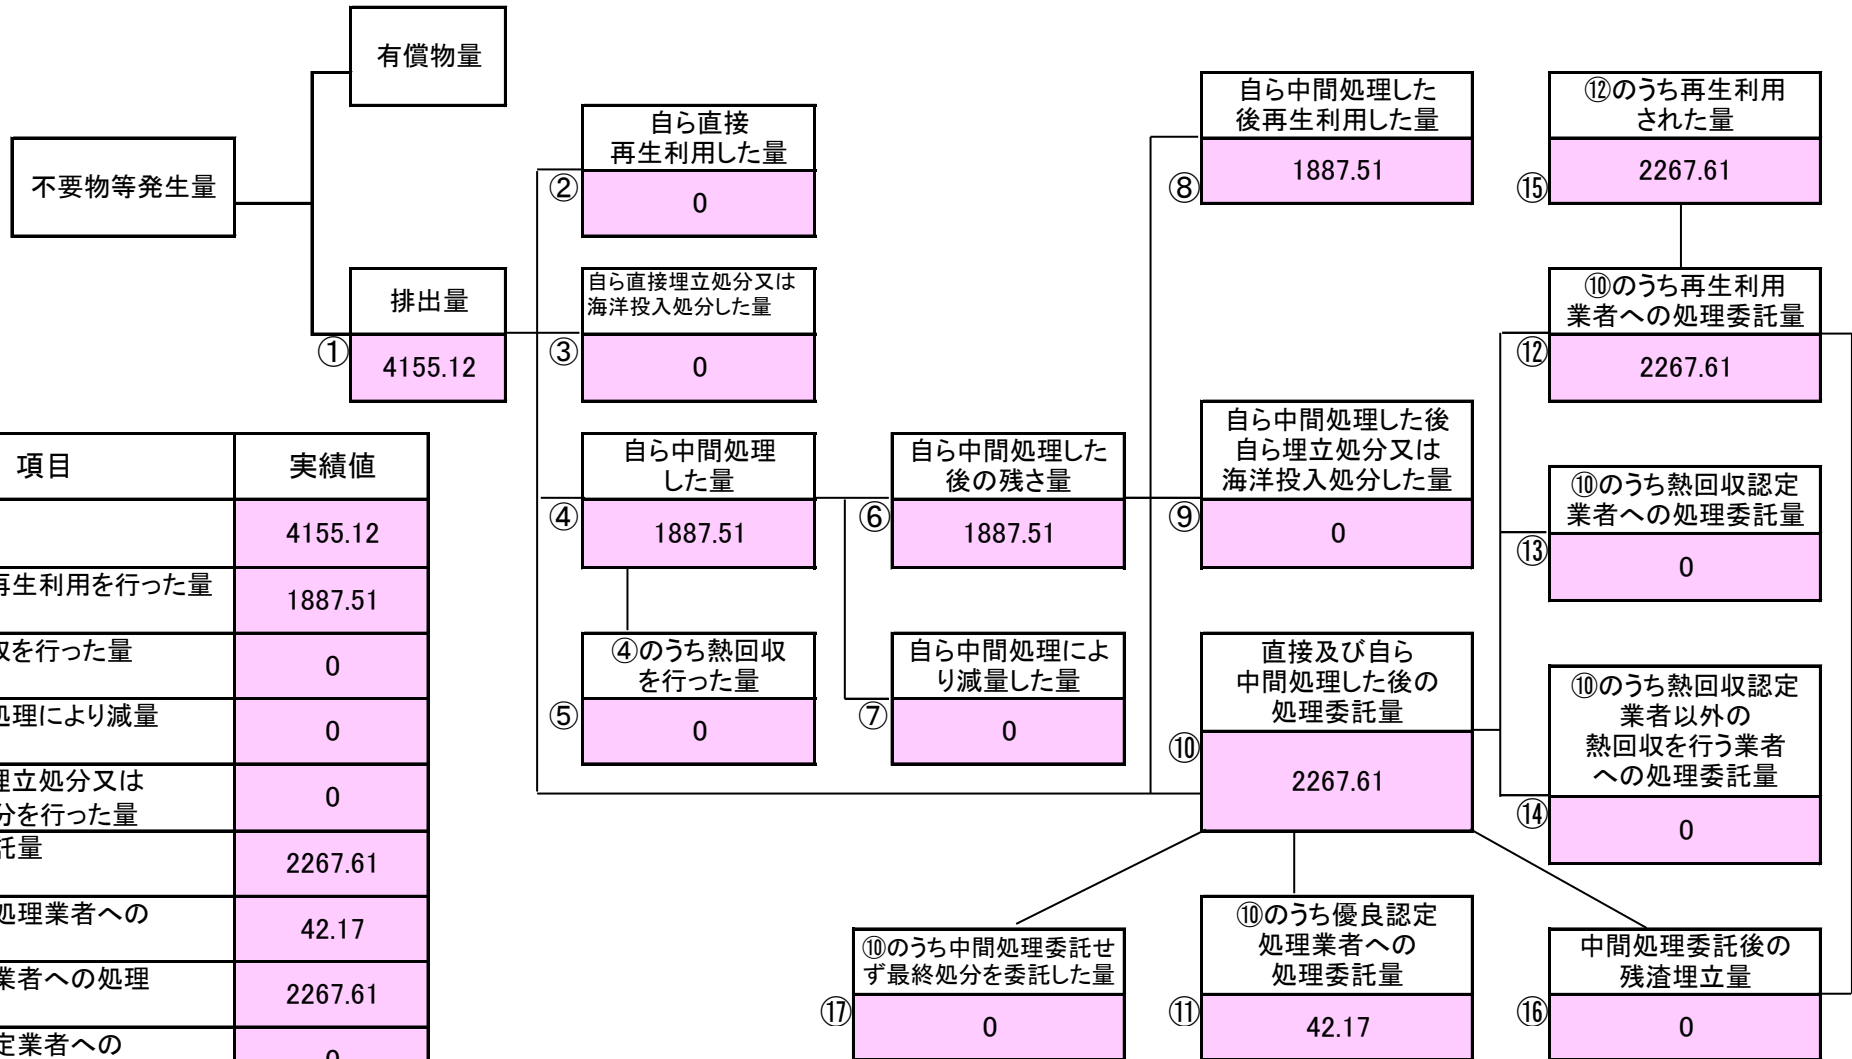 有償物量
不要物等発生量
排出量
①
4155.12
自ら直接
再生利用した量
②
0
自ら直接埋立処分又は
海洋投入処分した量
③
0
自ら中間処理
した量
④
1887.51
④のうち熱回収
を行った量
⑤
0
自ら中間処理した
後の残さ量
⑥
1887.51
自ら中間処理によ
り減量した量
⑦
0
自ら中間処理した
後再生利用した量
⑧
1887.51
自ら中間処理した後
自ら埋立処分又は
海洋投入処分した量
⑨
0
直接及び自ら
中間処理した後の
処理委託量
⑩
2267.61
⑫のうち再生利用
された量
⑮
2267.61
⑩のうち再生利用
業者への処理委託量
⑫
2267.61
⑩のうち熱回収認定
業者への処理委託量
⑬
0
⑩のうち熱回収認定
業者以外の
熱回収を行う業者
への処理委託量
⑭
0
⑩のうち中間処理委託せ
ず最終処分を委託した量
⑰
0
⑩のうち優良認定
処理業者への
処理委託量
⑪
42.17
中間処理委託後の
残渣埋立量
⑯
0
項目
実績値
4155.12
再生利用を行った量
1887.51
を行った量
0
処理により減量
0
埋立処分又は
分を行った量
0
託量
2267.61
処理業者への
42.17
業者への処理
2267.61
定業者への
0